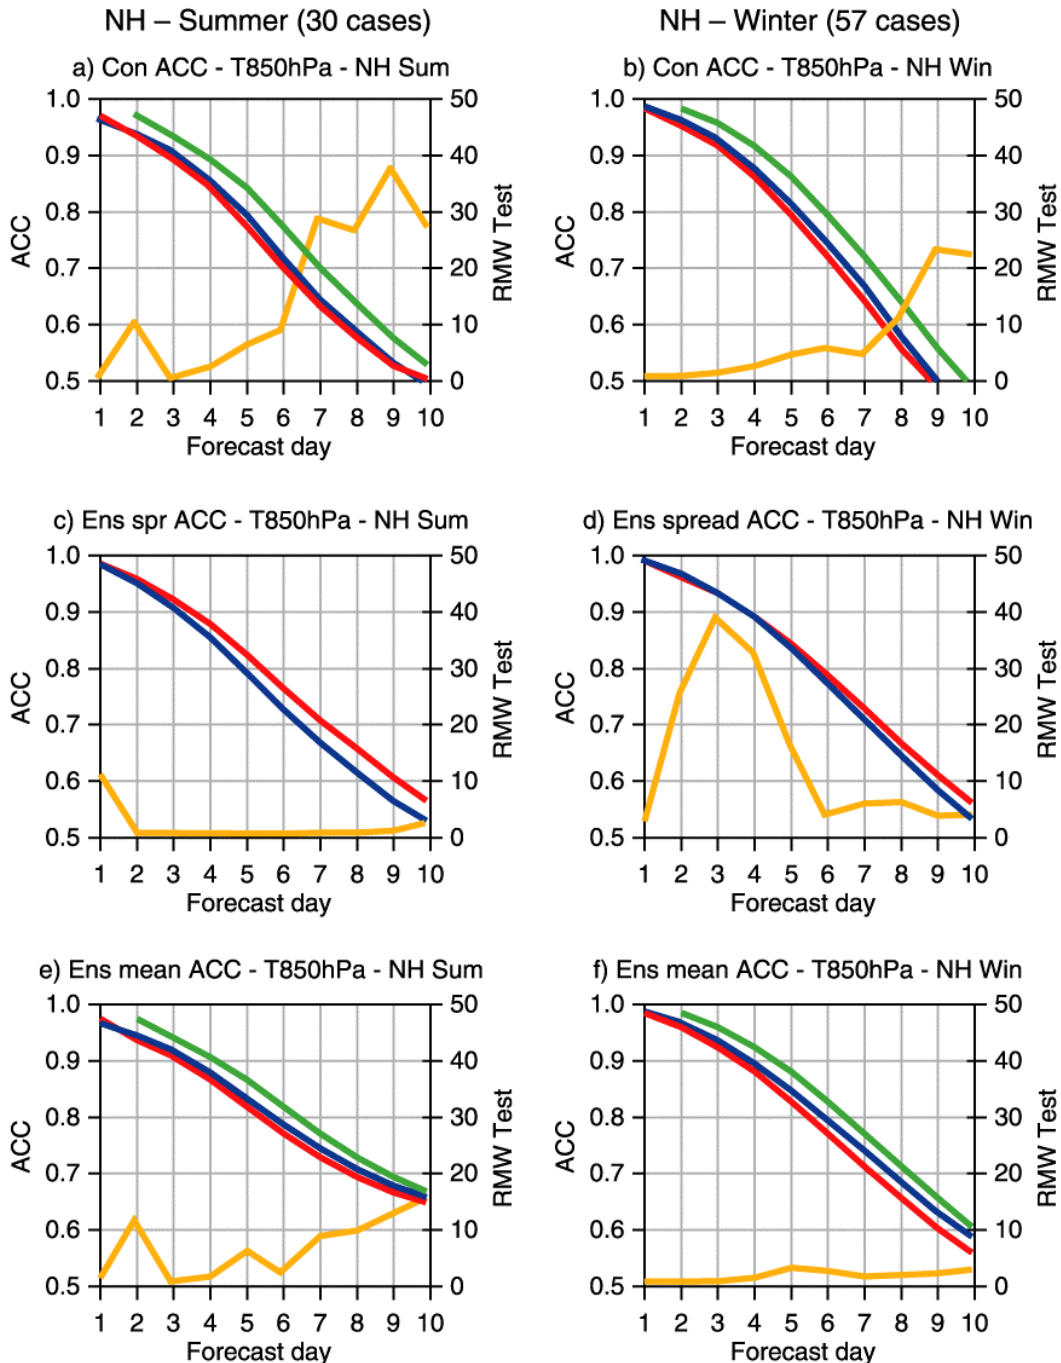 NH – Summer (30 cases)
NH – Winter (57 cases)
a) Con ACC - T850hPa - NH Sum
1.0
0.9
0.8
0.7
0.6
0.5
ACC
50
40
30
20
10
0
RMW Test
1 2 3 4 5 6 7 8 9 10
Forecast day
b) Con ACC - T850hPa - NH Win
1.0
0.9
0.8
0.7
0.6
0.5
ACC
50
40
30
20
10
0
RMW Test
1 2 3 4 5 6 7 8 9 10
Forecast day
c) Ens spr ACC - T850hPa - NH Sum
1.0
0.9
0.8
0.7
0.6
0.5
ACC
50
40
30
20
10
0
RMW Test
1 2 3 4 5 6 7 8 9 10
Forecast day
d) Ens spread ACC - T850hPa - NH Win
1.0
0.9
0.8
0.7
0.6
0.5
ACC
50
40
30
20
10
0
RMW Test
1 2 3 4 5 6 7 8 9 10
Forecast day
e) Ens mean ACC - T850hPa - NH Sum
1.0
0.9
0.8
0.7
0.6
0.5
ACC
50
40
30
20
10
0
RMW Test
1 2 3 4 5 6 7 8 9 10
Forecast day
f) Ens mean ACC - T850hPa - NH Win
1.0
0.9
0.8
0.7
0.6
0.5
ACC
50
40
30
20
10
0
RMW Test
1 2 3 4 5 6 7 8 9 10
Forecast day